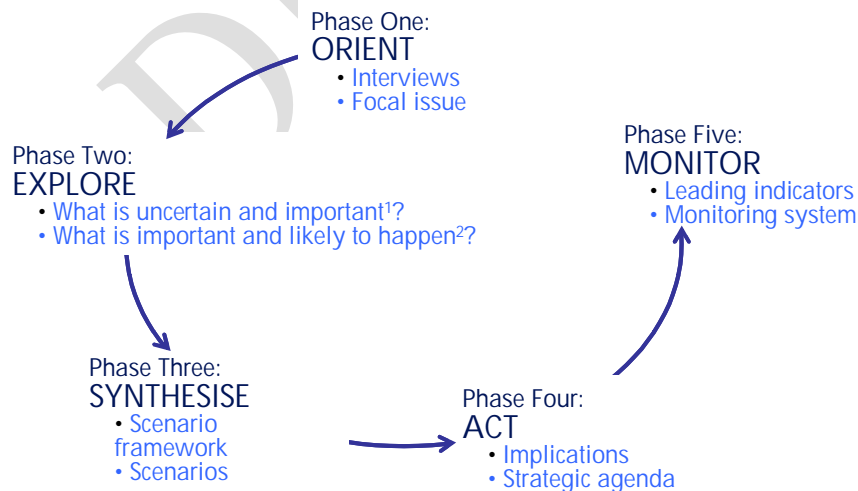 Phase One:
ORIENT
• Interviews
• Focal issue
Phase Two:
EXPLORE
• What is uncertain and important¹?
• What is important and likely to happen²?
Phase Three:
SYNTHESISE
• Scenario
framework
• Scenarios
Phase Four:
ACT
• Implications
• Strategic agenda
Phase Five:
MONITOR
• Leading indicators
• Monitoring system